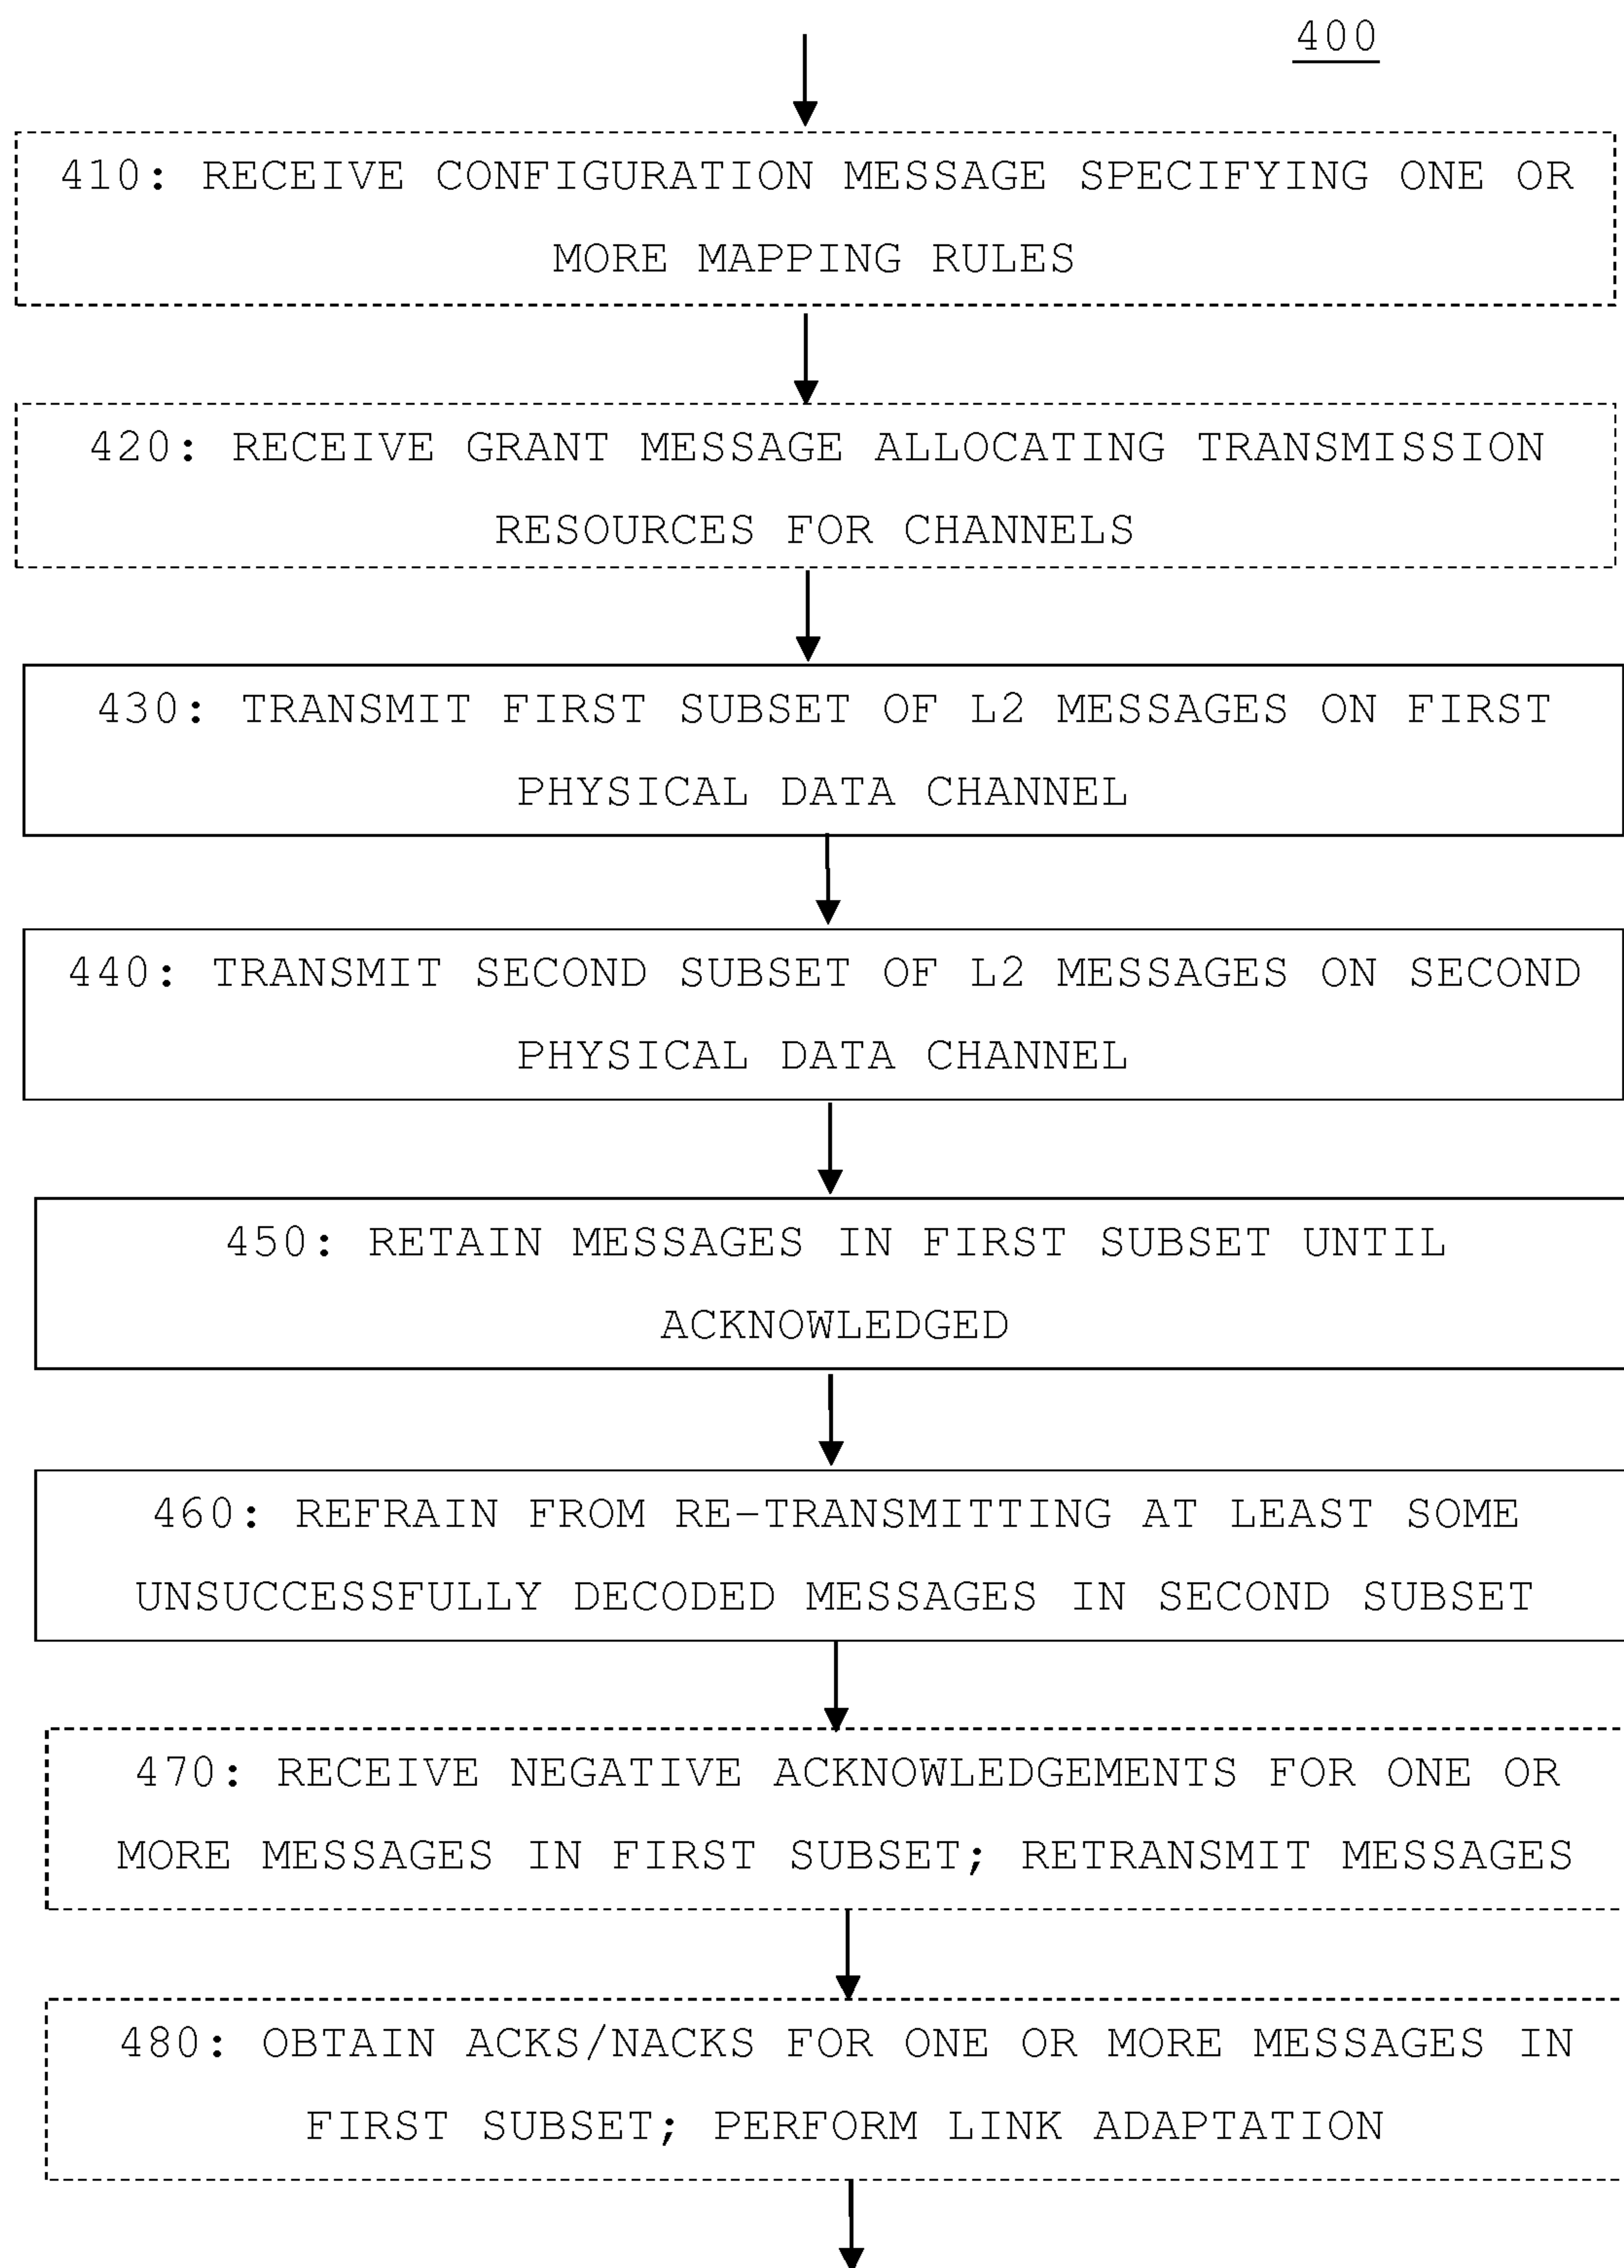 400
410: RECEIVE CONFIGURATION MESSAGE SPECIFYING ONE OR
MORE MAPPING RULES
420: RECEIVE GRANT MESSAGE ALLOCATING TRANSMISSION
RESOURCES FOR CHANNELS
430: TRANSMIT FIRST SUBSET OF L2 MESSAGES ON FIRST
PHYSICAL DATA CHANNEL
440: TRANSMIT SECOND SUBSET OF L2 MESSAGES ON SECOND
PHYSICAL DATA CHANNEL
450: RETAIN MESSAGES IN FIRST SUBSET UNTIL
ACKNOWLEDGED
460: REFRAIN FROM RE-TRANSMITTING AT LEAST SOME
UNSUCCESSFULLY DECODED MESSAGES IN SECOND SUBSET
470: RECEIVE NEGATIVE ACKNOWLEDGEMENTS FOR ONE OR
MORE MESSAGES IN FIRST SUBSET; RETRANSMIT MESSAGES
480: OBTAIN ACKS/NACKS FOR ONE OR MORE MESSAGES IN
FIRST SUBSET; PERFORM LINK ADAPTATION